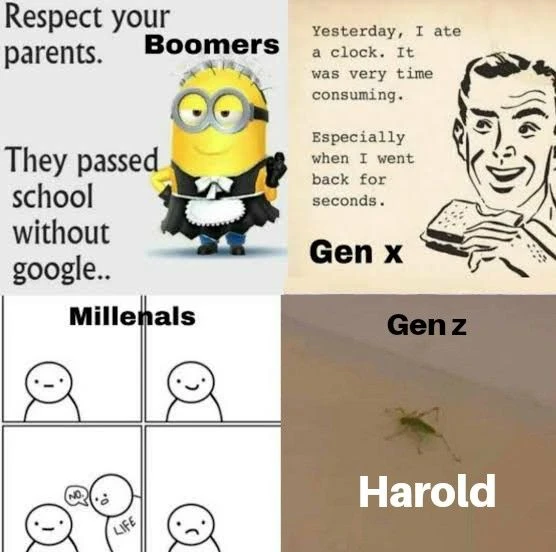 Respect your
parents.
Boomers
They passed
school
without
google..
Yesterday, I ate
a clock. It
was very time
consuming.
Especially
when I went
back for
seconds.
Gen x
Millenals
NO.
LIFE
Gen z
Harold